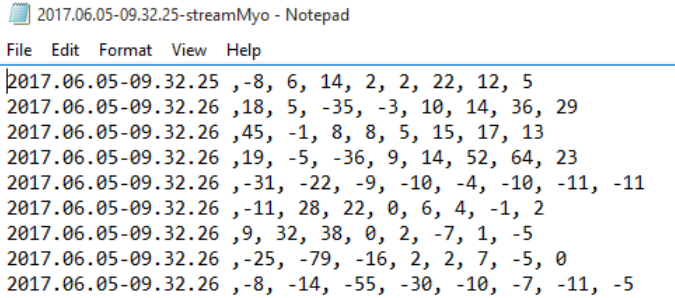 2017.06.05-09.32.25-streamMyo - Notepad
File Edit Format View Help
2017.06.05-09.32.25 ,-8, 6, 14, 2, 2, 22, 12, 5
2017.06.05-09.32.26 ,18, 5, -35, -3, 10, 14, 36, 29
2017.06.05-09.32.26 ,45, -1, 8, 8, 5, 15, 17, 13
2017.06.05-09.32.26 ,19, -5, -36, 9, 14, 52, 64, 23
2017.06.05-09.32.26 ,-31, -22, -9, -10, -4, -10, -11, -11
2017.06.05-09.32.26 ,-11, 28, 22, 0, 6, 4, -1, 2
2017.06.05-09.32.26 ,9, 32, 38, 0, 2, -7, 1, -5
2017.06.05-09.32.26 ,-25, -79, -16, 2, 2, 7, -5, 0
2017.06.05-09.32.26 ,-8, -14, -55, -30, -10, -7, -11, -5